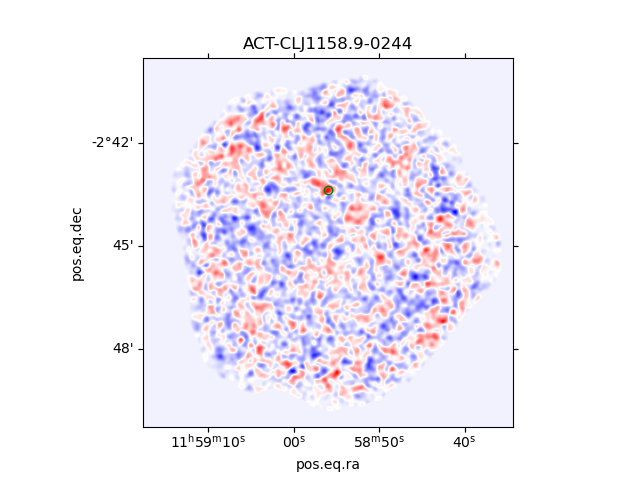 ACT-CLJ1158.9-0244
-2°42'
45'
48'
pos.eq.dec
11ʰ59ᵐ10ˢ 00ˢ 58ᵐ50ˢ 40ˢ
pos.eq.ra